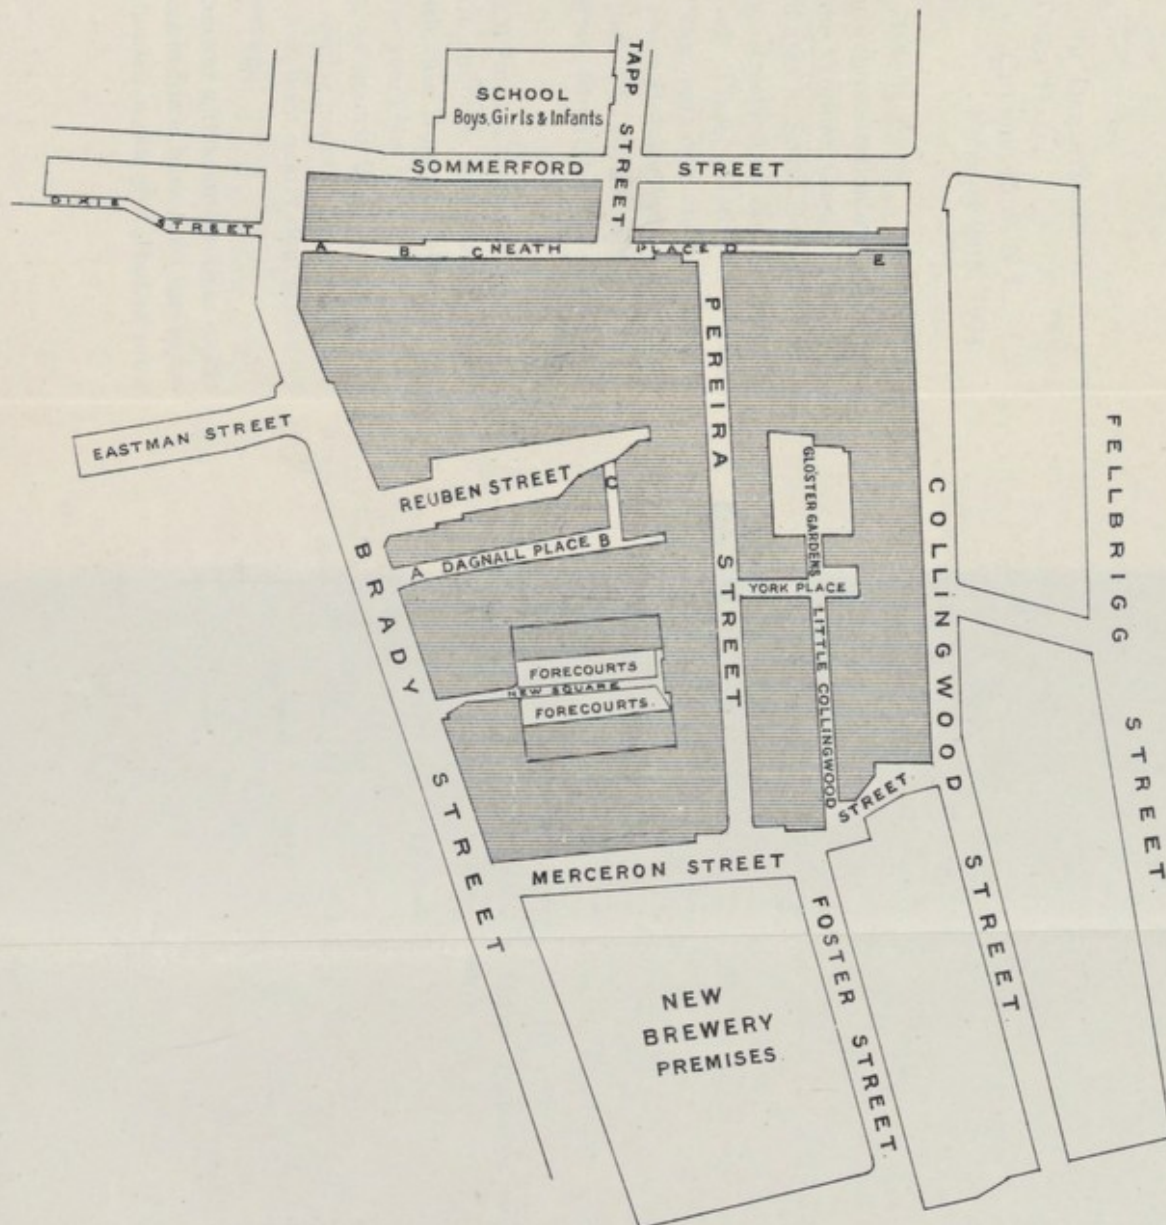 TAPP STREET
SCHOOL
Boys, Girls & Infants
SOMMERFORD STREET.
DIXIE STREET
A B. C NEATH PLACE D E
PEREIRA STREET
EASTMAN STREET
REUBEN STREET
C
A DAGNALL PLACE B
GLO'STER GARDENS
YORK PLACE
LITTLE COLLINGWOOD STREET.
FORECOURTS
NEW SQUARE
FORECOURTS.
BRADY STREET
COLLINGWOOD STREET.
FELLBRIGG STREET.
MERCERON STREET
FOSTER STREET.
NEW
BREWERY
PREMISES.